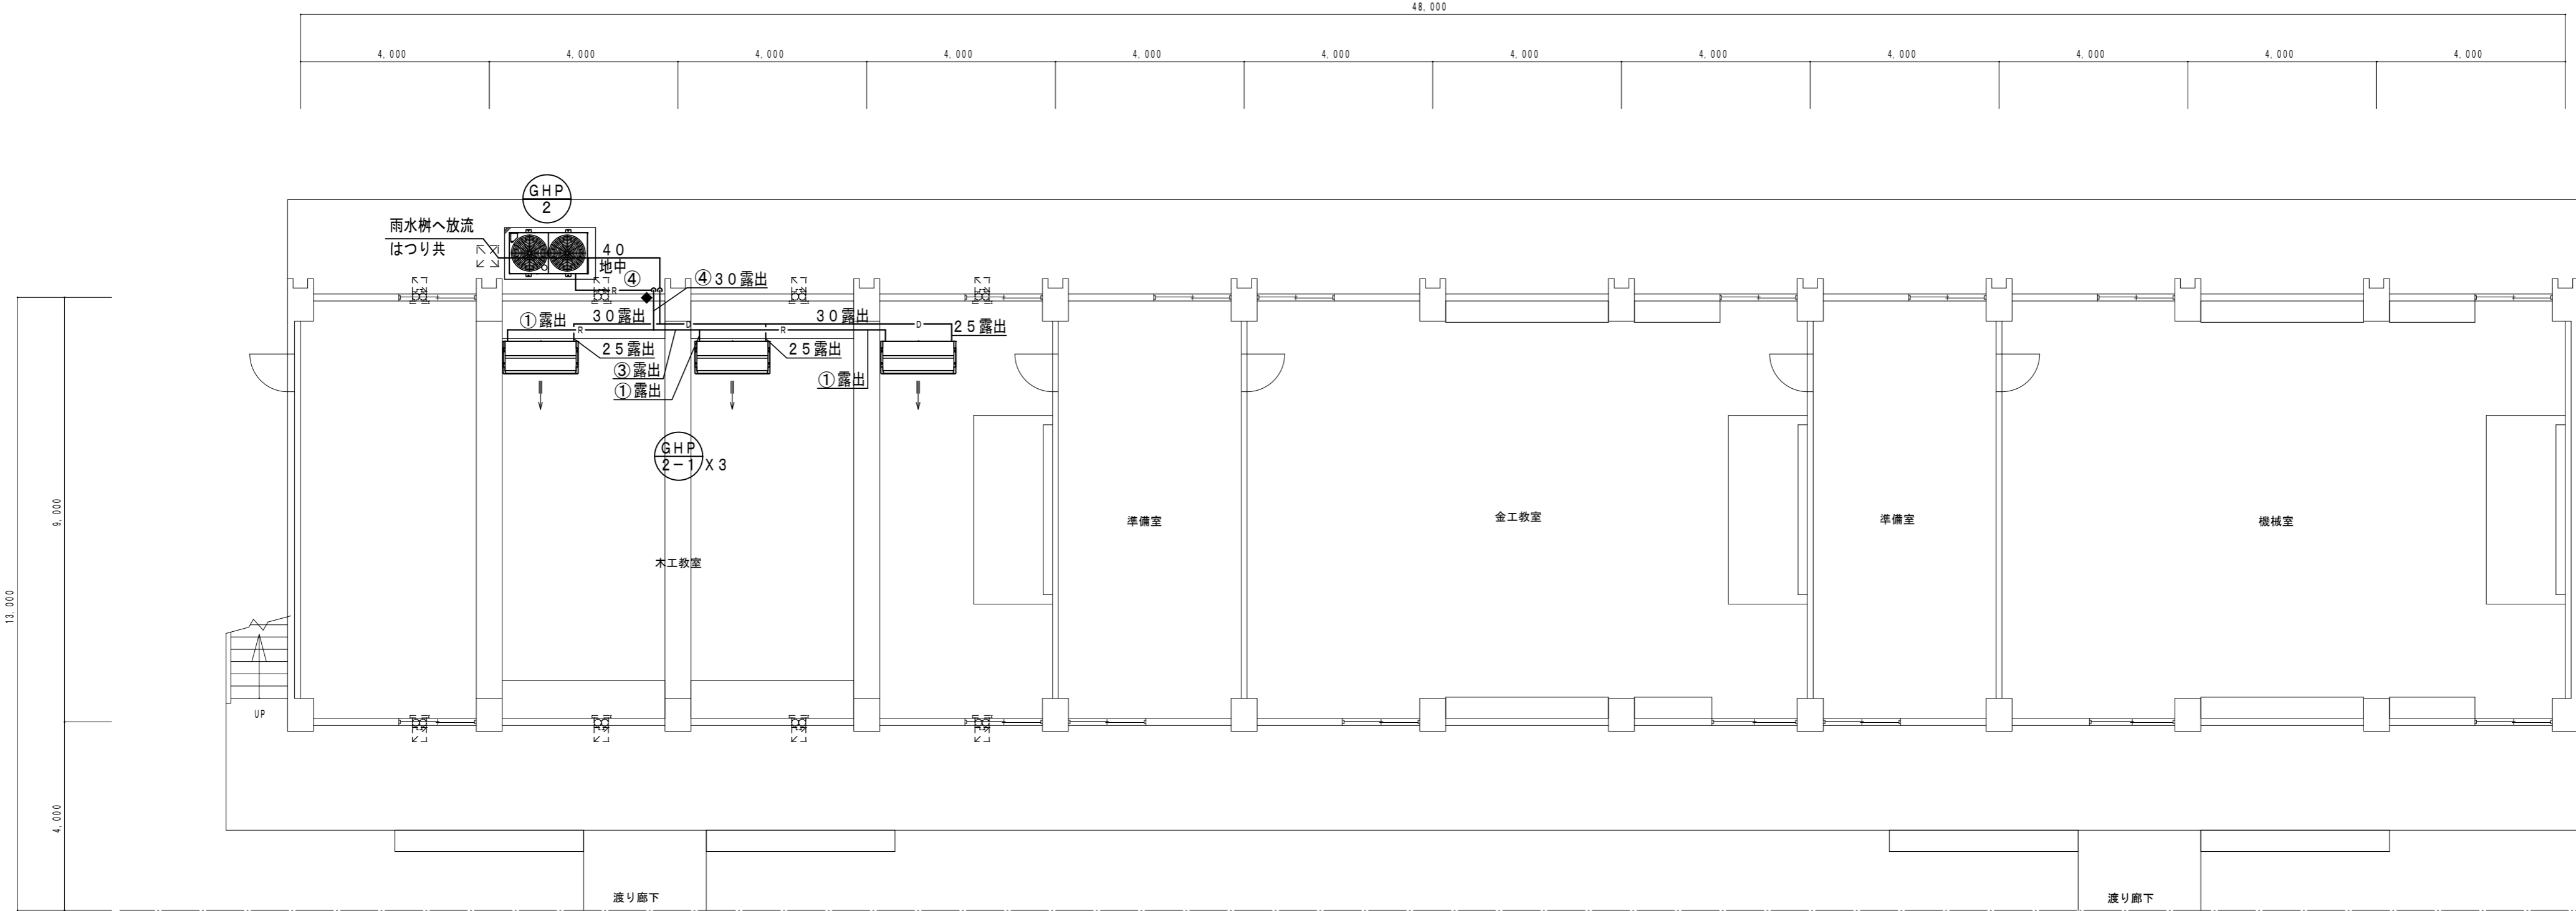 48,000
4,000
4,000
4,000
4,000
4,000
4,000
4,000
4,000
4,000
4,000
4,000
4,000
GHP
2
雨水桝へ放流
はつり共
40
地中
④
④30露出
R
①露出
30露出
D
30露出
D
25露出
R
R
25露出
25露出
③露出
①露出
①露出
GHP
2-1 X3
9,000
13,000
4,000
準備室
金工教室
準備室
機械室
木工教室
UP
渡り廊下
渡り廊下